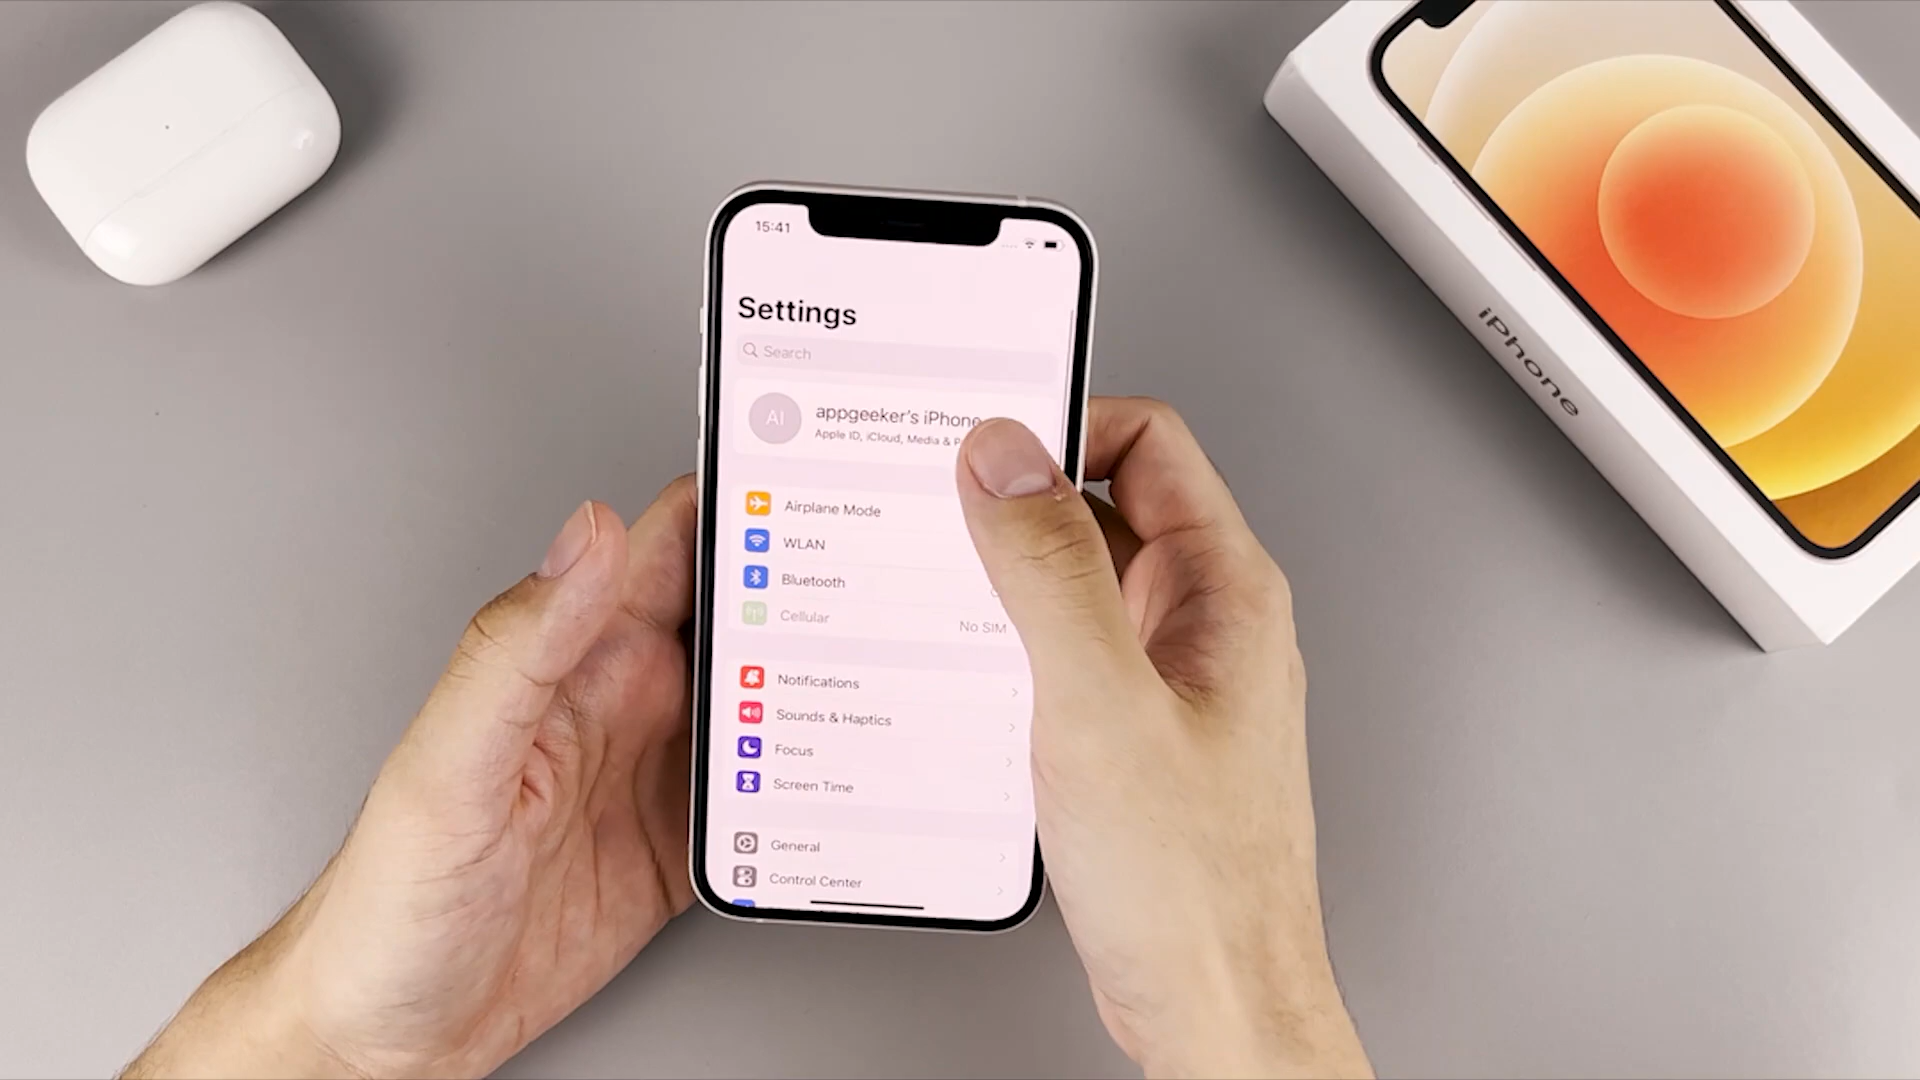 15:41
Settings
Search
AI
appgeeker's iPhone
Apple ID, iCloud, Media &
Airplane Mode
WLAN
Bluetooth
Cellular
No SIM
Notifications
Sounds & Haptics
Focus
Screen Time
General
Control Center
iPhone